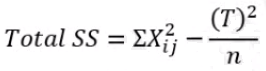 Total SS = ΣX²ᵢⱼ − (T)²/n